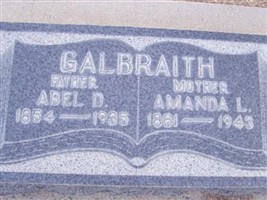 GALBRAITH
FATHER MOTHER
ABEL D. AMANDA L.
1854 — 1935 1861 — 1943